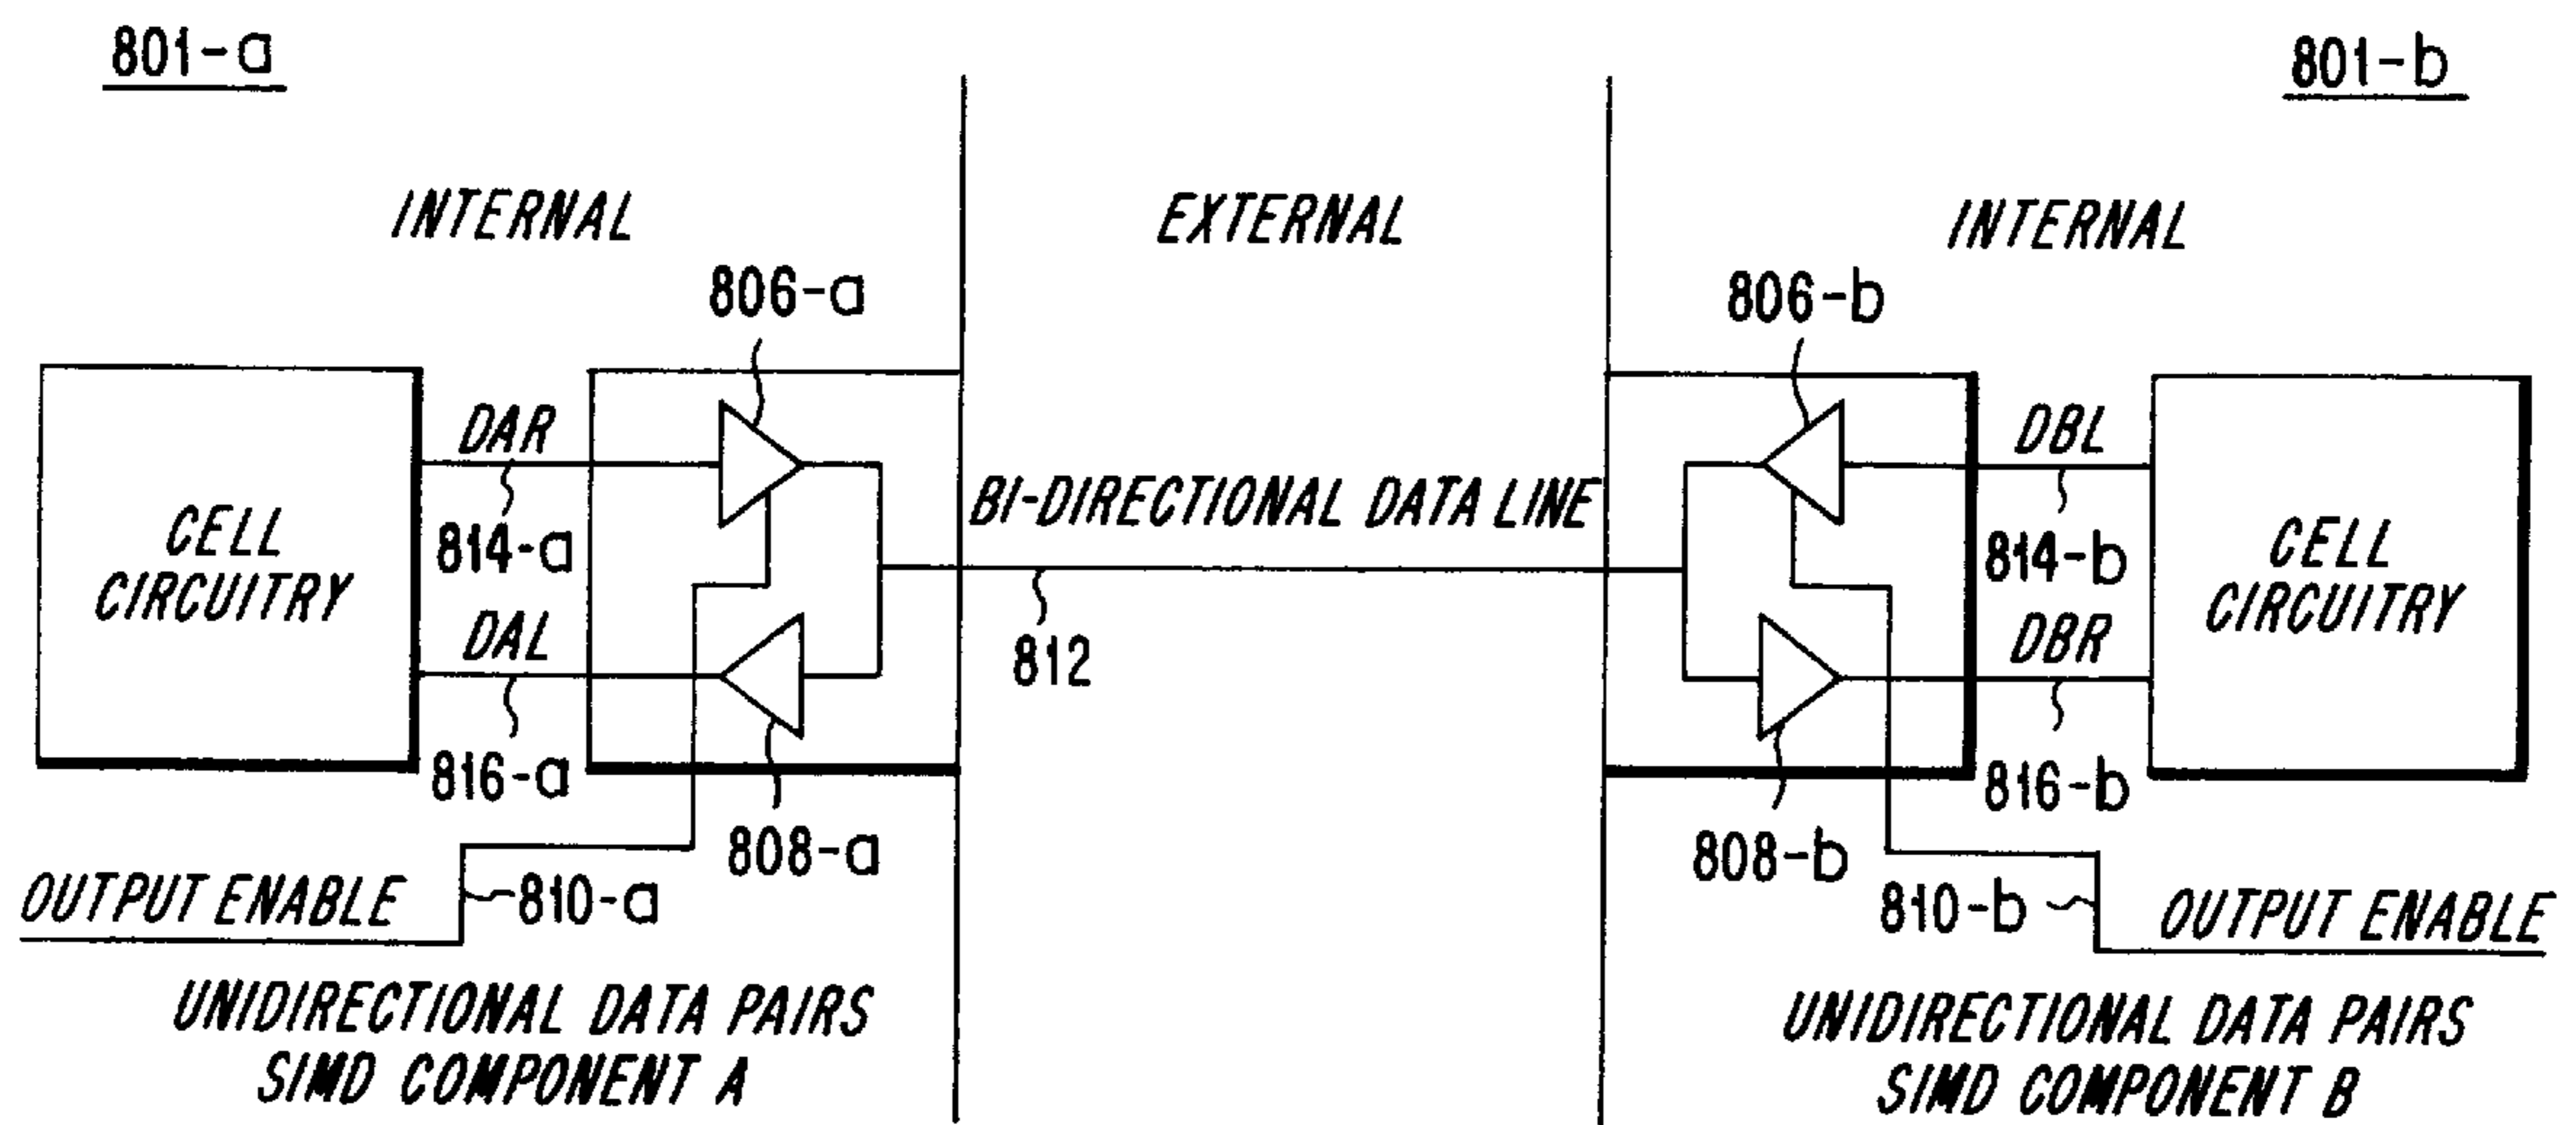 801-a
801-b
INTERNAL
EXTERNAL
INTERNAL
806-a
806-b
DAR
DBL
814-a
814-b
CELL
CIRCUITRY
BI-DIRECTIONAL DATA LINE
CELL
CIRCUITRY
DAL
812
DBR
816-a
816-b
808-a
808-b
OUTPUT ENABLE
810-a
810-b
OUTPUT ENABLE
UNIDIRECTIONAL DATA PAIRS
SIMD COMPONENT A
UNIDIRECTIONAL DATA PAIRS
SIMD COMPONENT B